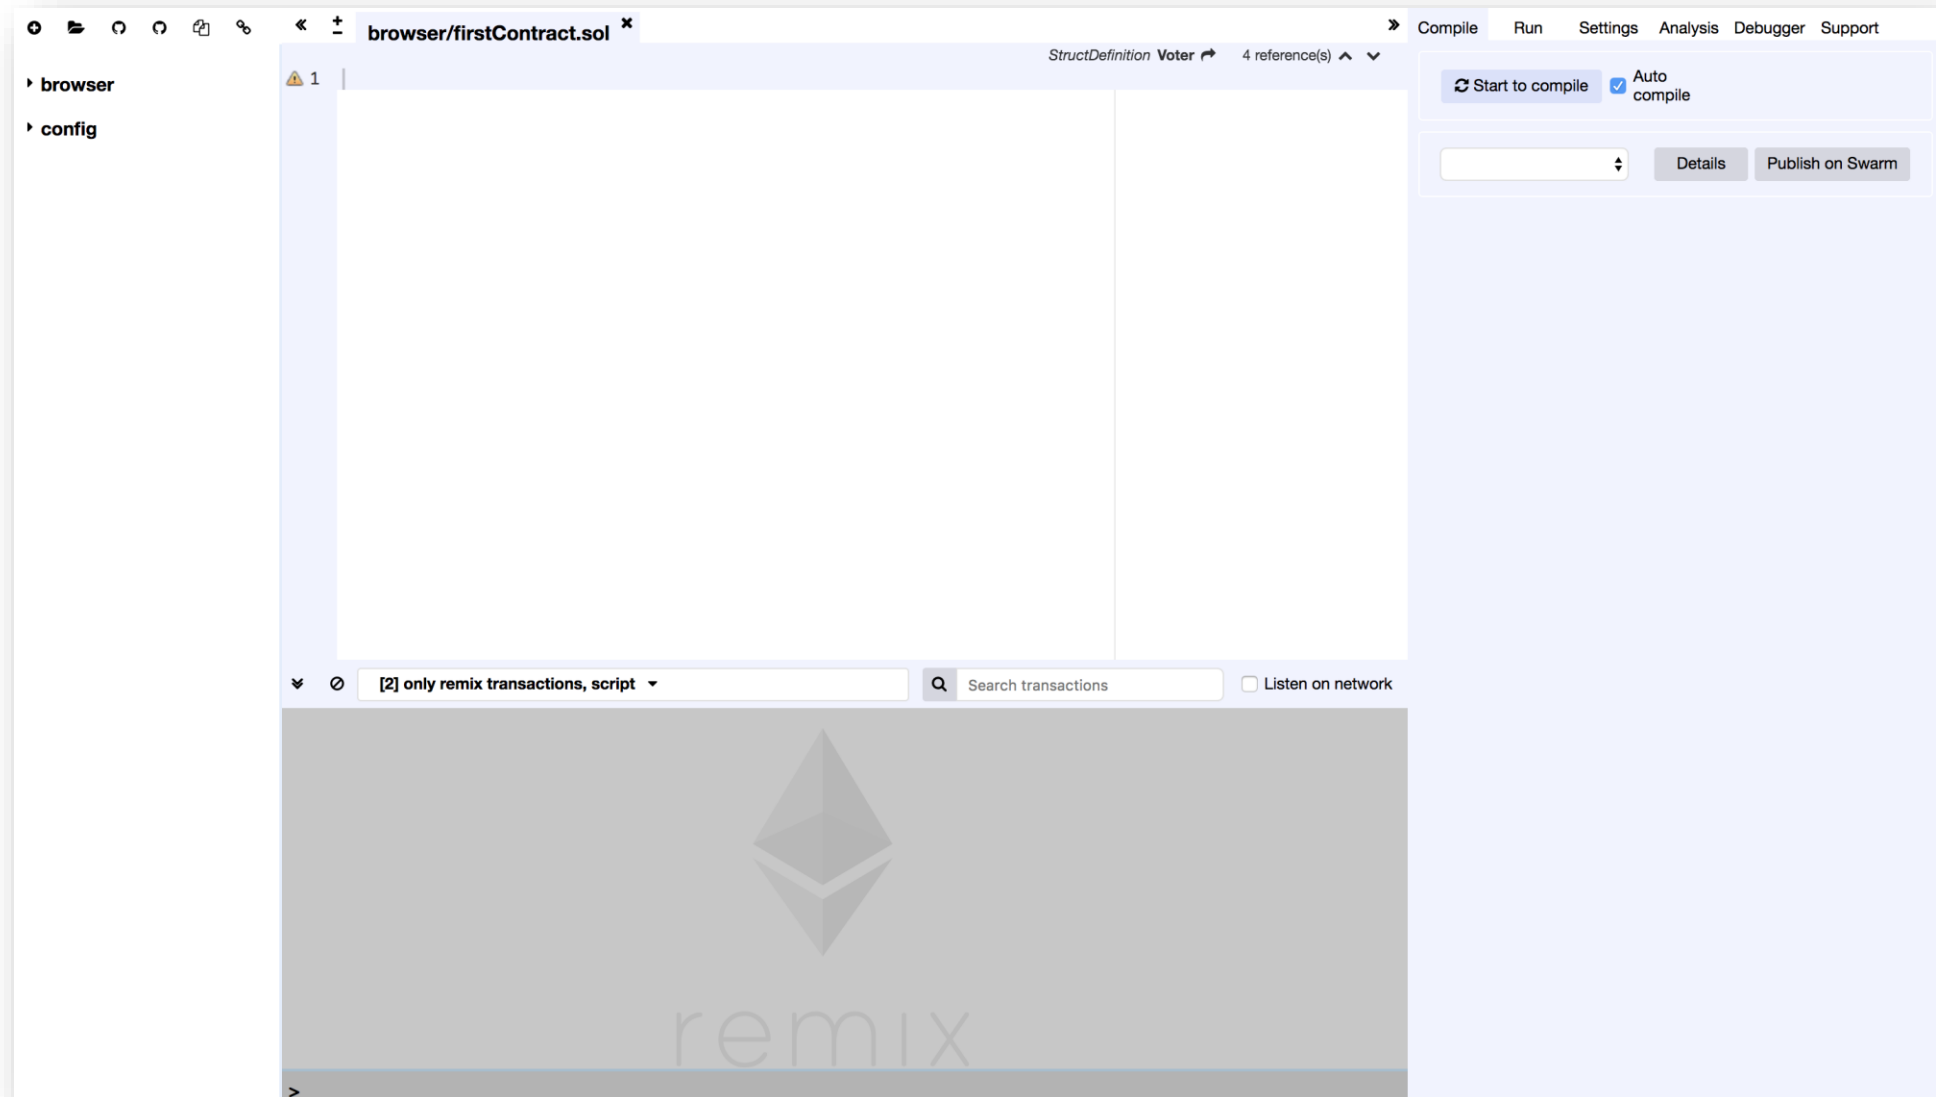 browser/firstContract.sol
Compile Run Settings Analysis Debugger Support
StructDefinition Voter 4 reference(s)
browser
config
1
Start to compile
Auto
compile
Details Publish on Swarm
[2] only remix transactions, script
Search transactions
Listen on network
remix
>